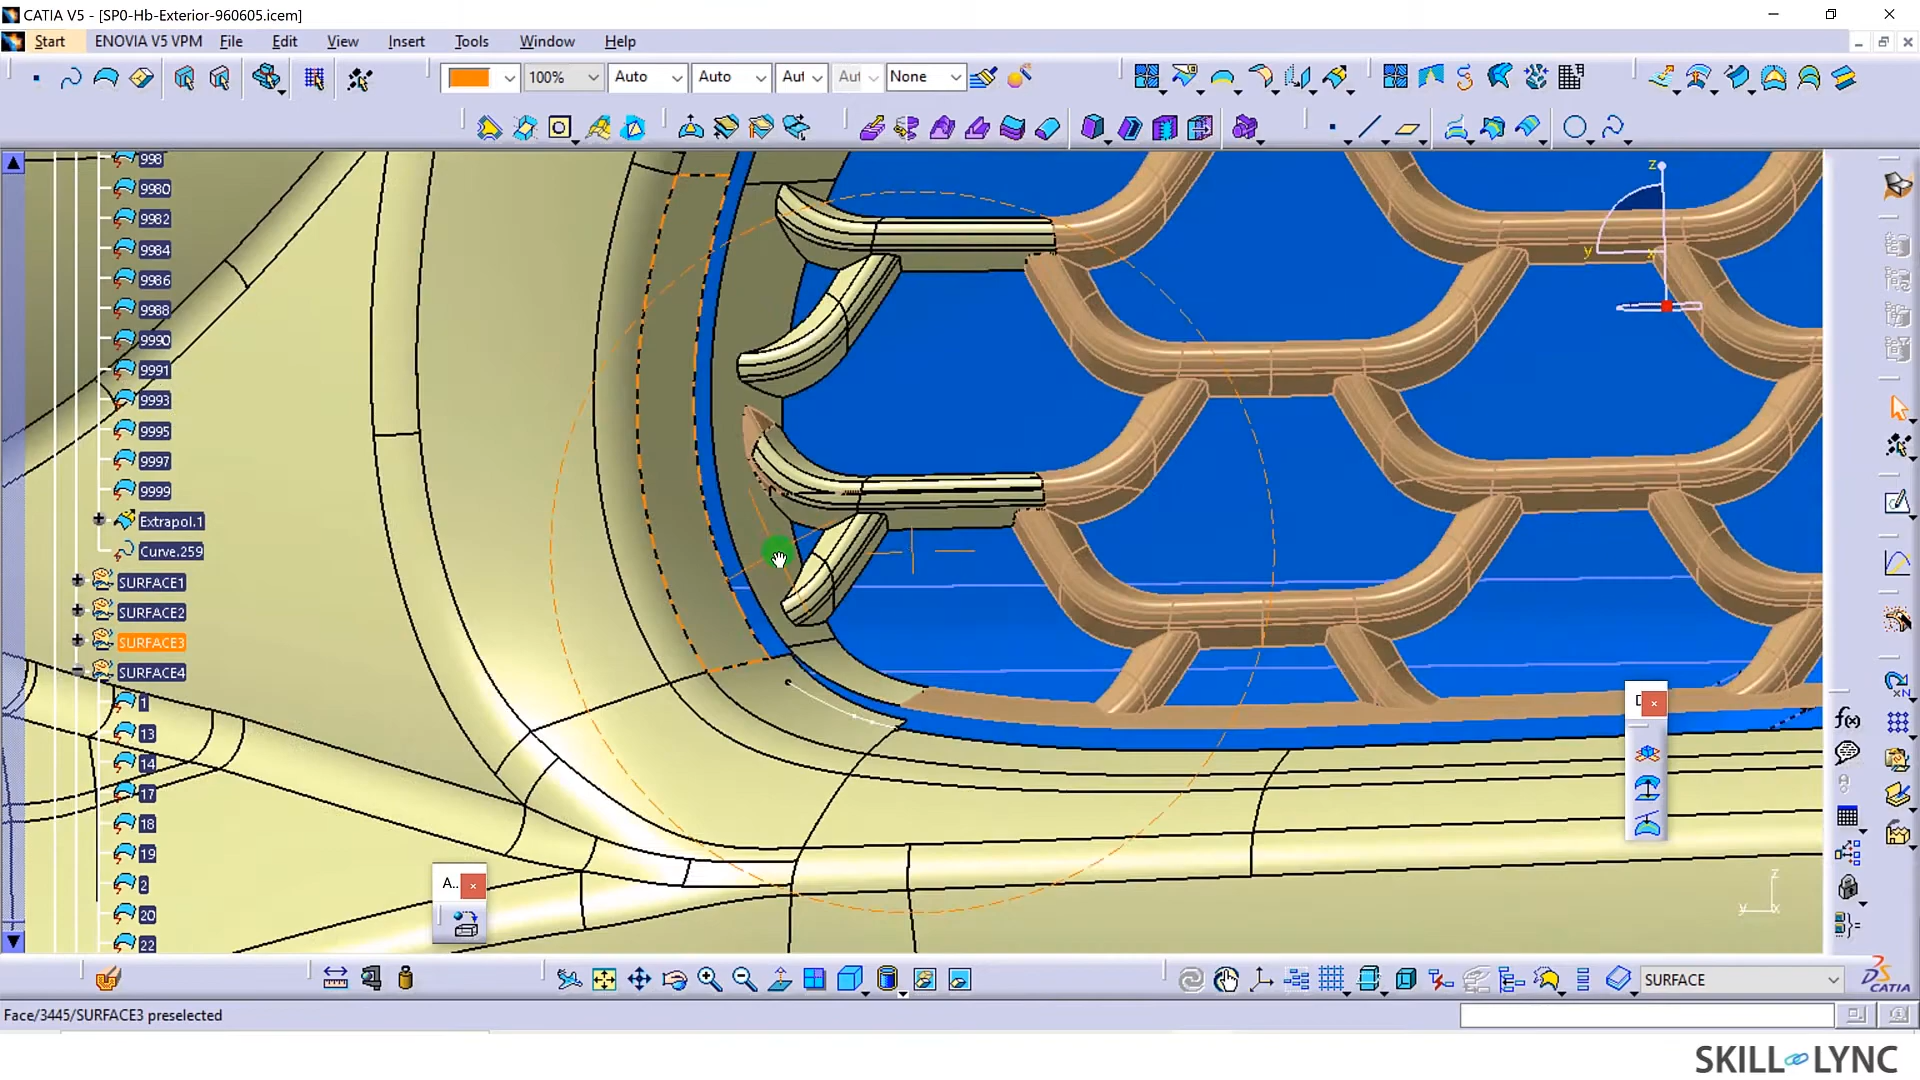 CATIA V5 - [SP0-Hb-Exterior-960605.icem]
Start ENOVIA V5 VPM File Edit View Insert Tools Window Help
100% Auto Auto Aut Aut None
998
9980
9982
9984
9986
9988
9990
9991
9993
9995
9997
9999
Extrapol.1
Curve.259
SURFACE1
SURFACE2
SURFACE3
SURFACE4
1
13
14
17
18
19
2
20
22
z
y
x
A..
f(x)
z
y
x
SURFACE
CATIA
Face/3445/SURFACE3 preselected
SKILL LYNC